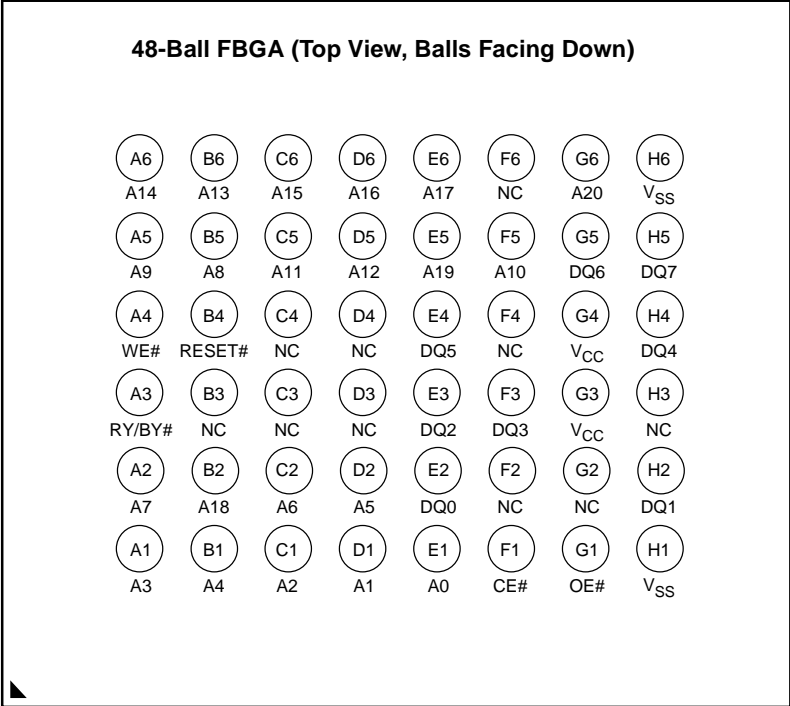 48-Ball FBGA (Top View, Balls Facing Down)
A6 B6 C6 D6 E6 F6 G6 H6
A14 A13 A15 A16 A17 NC A20 VSS
A5 B5 C5 D5 E5 F5 G5 H5
A9 A8 A11 A12 A19 A10 DQ6 DQ7
A4 B4 C4 D4 E4 F4 G4 H4
WE# RESET# NC NC DQ5 NC VCC DQ4
A3 B3 C3 D3 E3 F3 G3 H3
RY/BY# NC NC NC DQ2 DQ3 VCC NC
A2 B2 C2 D2 E2 F2 G2 H2
A7 A18 A6 A5 DQ0 NC NC DQ1
A1 B1 C1 D1 E1 F1 G1 H1
A3 A4 A2 A1 A0 CE# OE# VSS